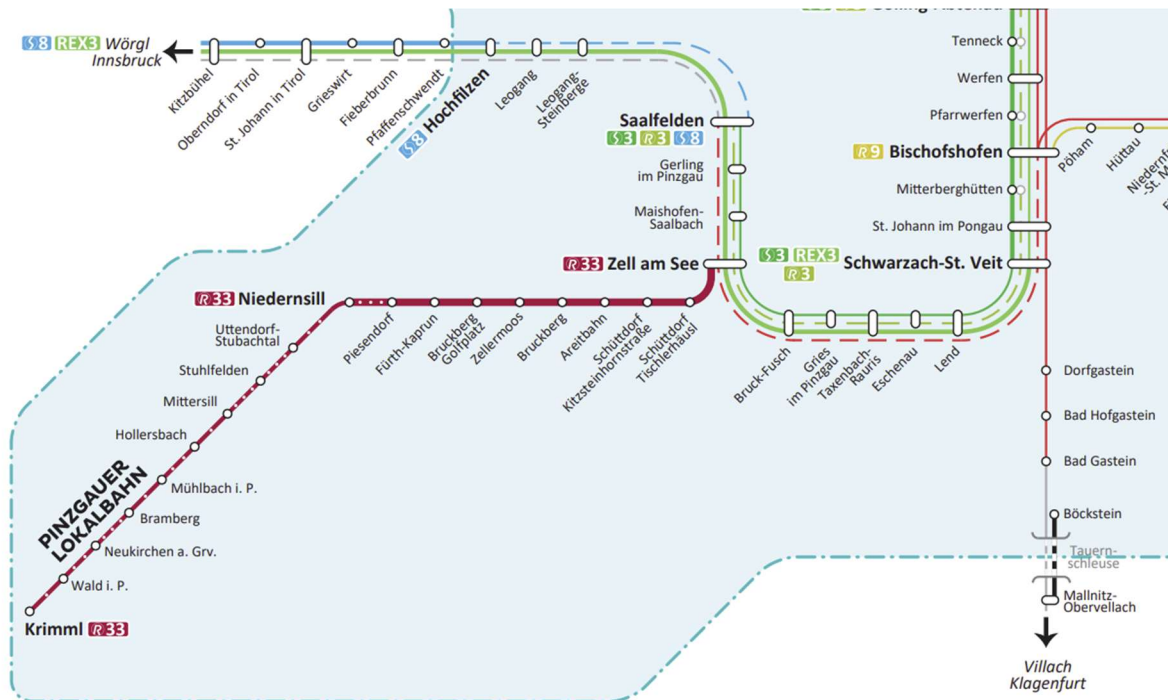 S8 REX3 Wörgl
Innsbruck
Kitzbühel
Oberndorf in Tirol
St. Johann in Tirol
Grieswirt
Fieberbrunn
Pfaffenschwendt
S8 Hochfilzen
Leogang
Leogang-
Steinberge
Saalfelden
S3 R3 S8
Gerling
im Pinzgau
Maishofen-
Saalbach
R33 Zell am See
S3 REX3
R3
Schwarzach-St. Veit
Tenneck
Werfen
Pfarrwerfen
R9 Bischofshofen
Mitterberghütten
St. Johann im Pongau
Pöham
Hüttau
R33 Niedernsill
Piesendorf
Fürth-Kaprun
Bruckberg
Golfplatz
Zellermoos
Bruckberg
Areitbahn
Schüttdorf
Kitzsteinhornstraße
Schüttdorf
Tischlerhäusl
Bruck-Fusch
Gries
im Pinzgau
Taxenbach-
Rauris
Eschenau
Lend
Uttendorf-
Stubachtal
Stuhlfelden
Mittersill
Hollersbach
Mühlbach i. P.
Bramberg
Neukirchen a. Grv.
Wald i. P.
Krimml R33
PINZGAUER
LOKALBAHN
Dorfgastein
Bad Hofgastein
Bad Gastein
Böckstein
Tauern-
schleuse
Mallnitz-
Obervellach
Villach
Klagenfurt